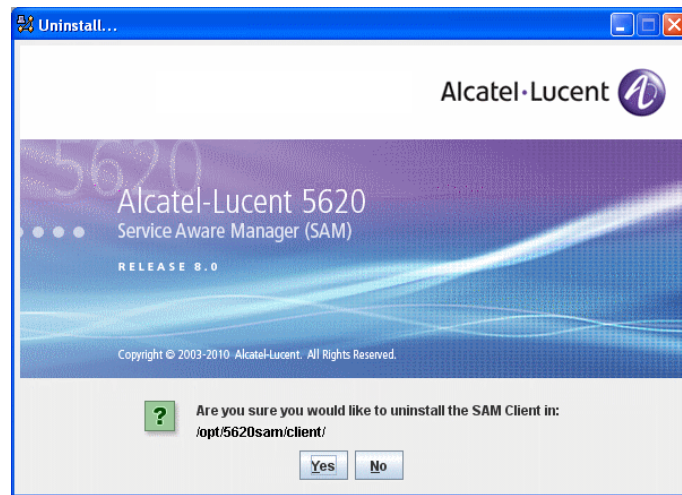 Uninstall...
Alcatel·Lucent
5620
Alcatel-Lucent 5620
Service Aware Manager (SAM)
RELEASE 8.0
Copyright © 2003-2010 Alcatel-Lucent. All Rights Reserved.
? Are you sure you would like to uninstall the SAM Client in:
/opt/5620sam/client/
Yes No